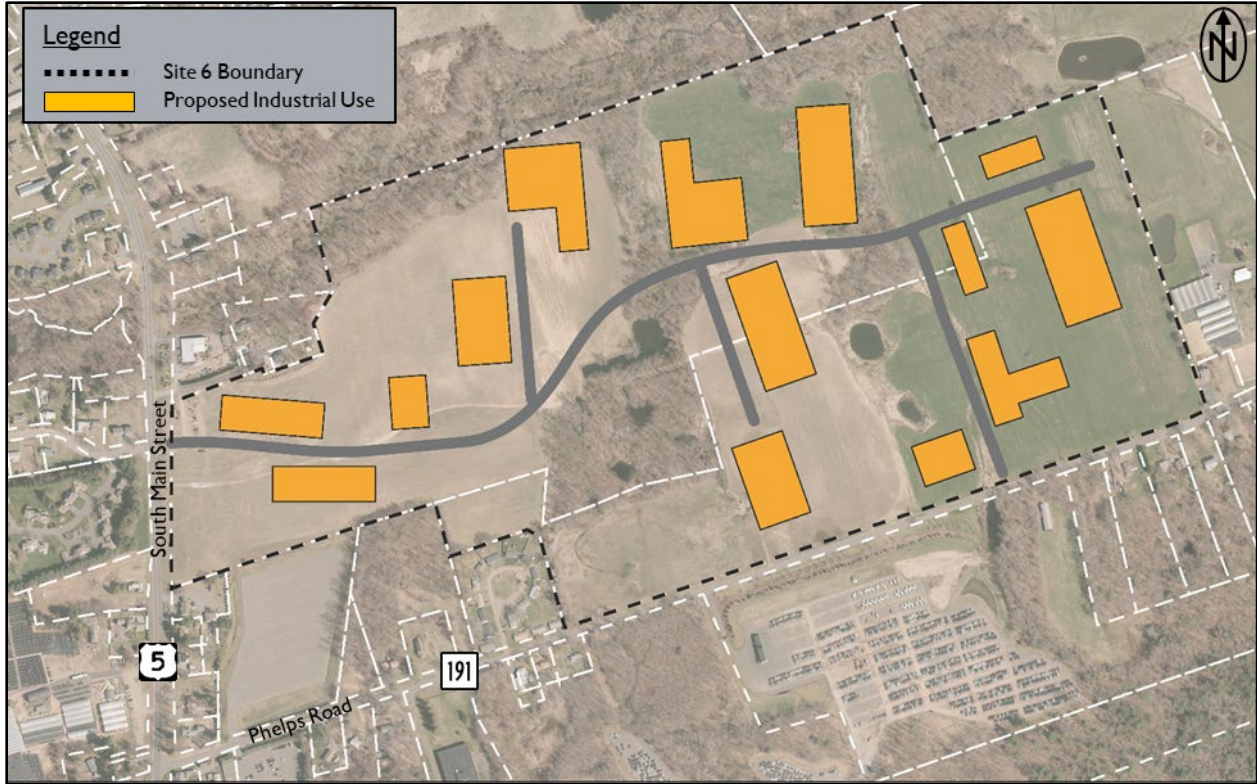 Legend
Site 6 Boundary
Proposed Industrial Use
N
South Main Street
5
191
Phelps Road